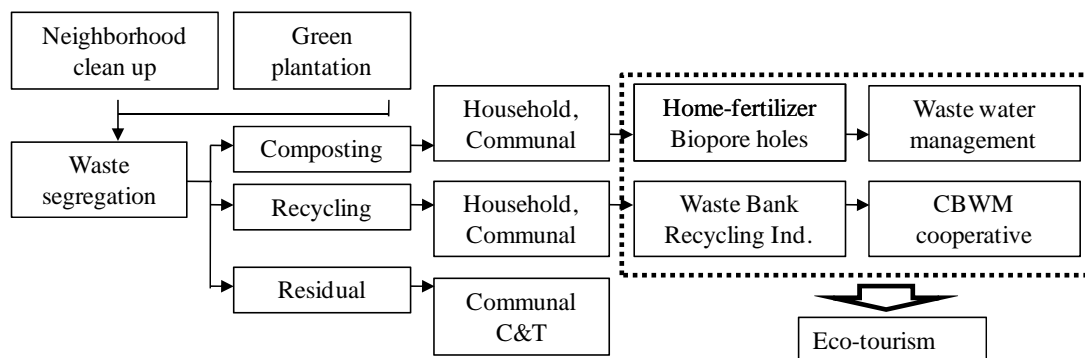 Neighborhood
clean up
Green
plantation
Waste
segregation
Composting
Household,
Communal
Home-fertilizer
Biopore holes
Waste water
management
Recycling
Household,
Communal
Waste Bank
Recycling Ind.
CBWM
cooperative
Residual
Communal
C&T
Eco-tourism